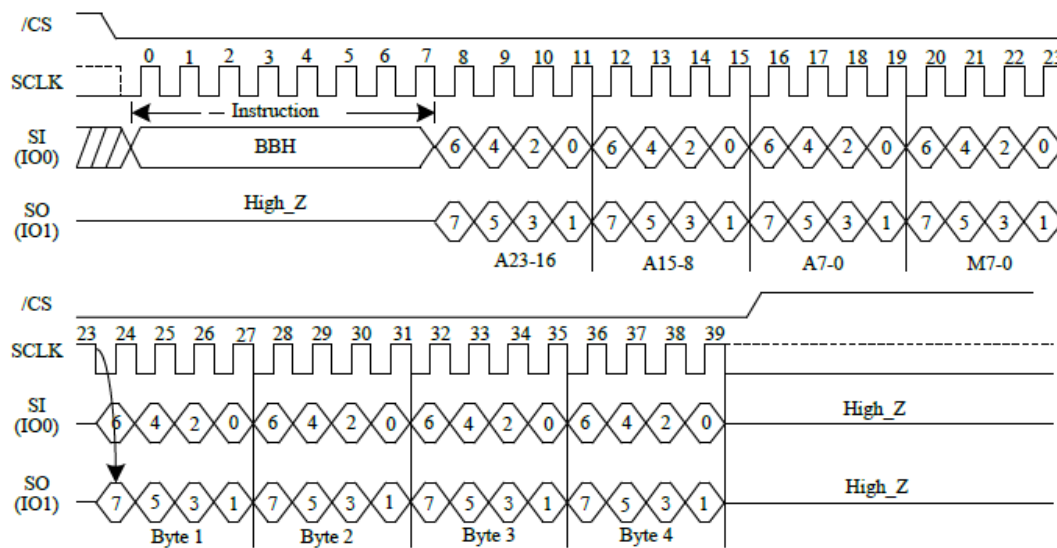 /CS
0 1 2 3 4 5 6 7 8 9 10 11 12 13 14 15 16 17 18 19 20 21 22 23
SCLK
Instruction
SI
(IO0)
BBH 6 4 2 0 6 4 2 0 6 4 2 0 6 4 2 0
SO
(IO1)
High_Z 7 5 3 1 7 5 3 1 7 5 3 1 7 5 3 1
A23-16 A15-8 A7-0 M7-0
/CS
23 24 25 26 27 28 29 30 31 32 33 34 35 36 37 38 39
SCLK
SI
(IO0)
6 4 2 0 6 4 2 0 6 4 2 0 6 4 2 0 High_Z
SO
(IO1)
7 5 3 1 7 5 3 1 7 5 3 1 7 5 3 1 High_Z
Byte 1 Byte 2 Byte 3 Byte 4